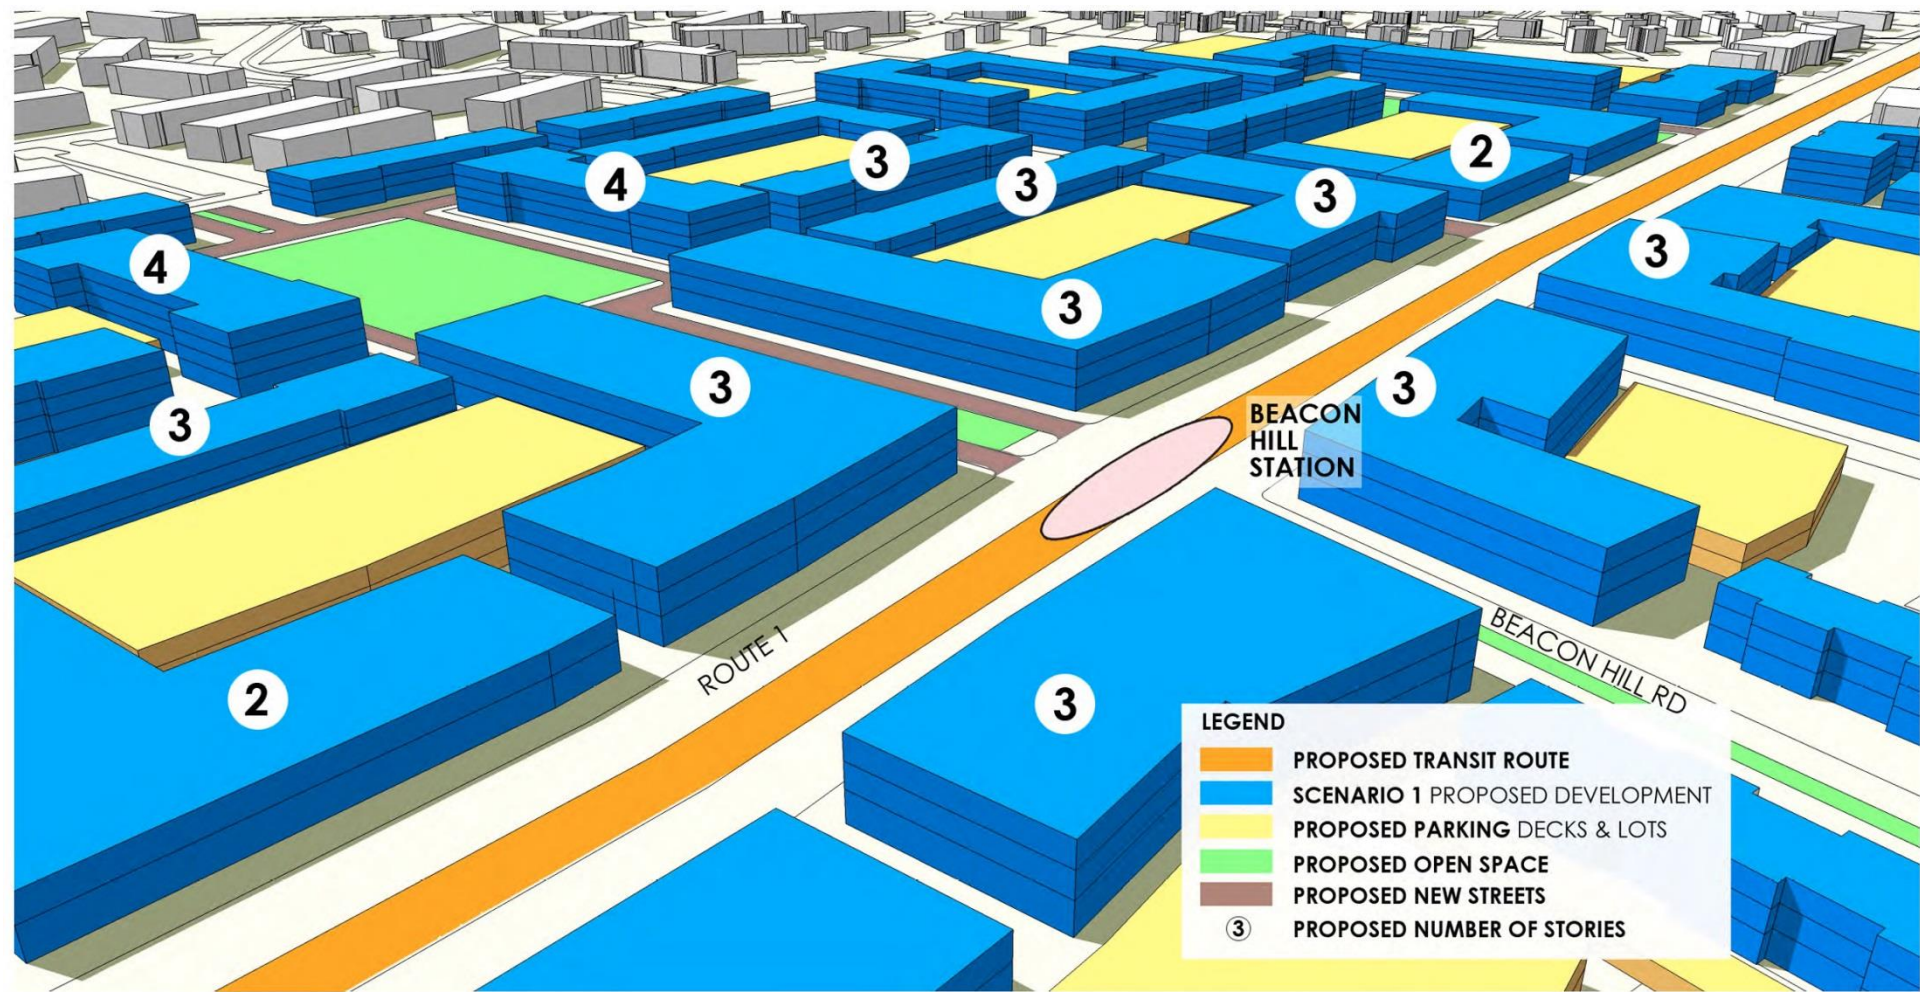 2
4
3
3
3
3
4
3
3
3
3
BEACON
HILL
STATION
3
ROUTE 1
BEACON HILL RD
2
3
LEGEND
PROPOSED TRANSIT ROUTE
SCENARIO 1 PROPOSED DEVELOPMENT
PROPOSED PARKING DECKS & LOTS
PROPOSED OPEN SPACE
PROPOSED NEW STREETS
3 PROPOSED NUMBER OF STORIES